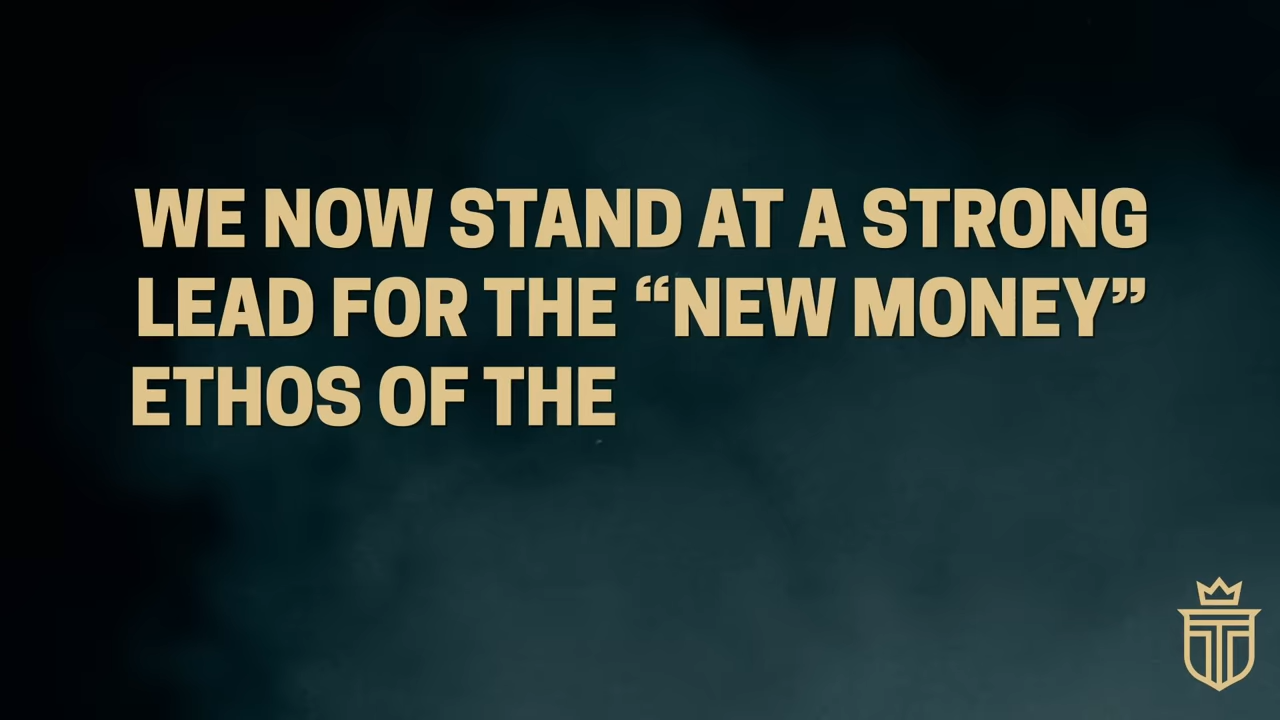 WE NOW STAND AT A STRONG
LEAD FOR THE “NEW MONEY”
ETHOS OF THE